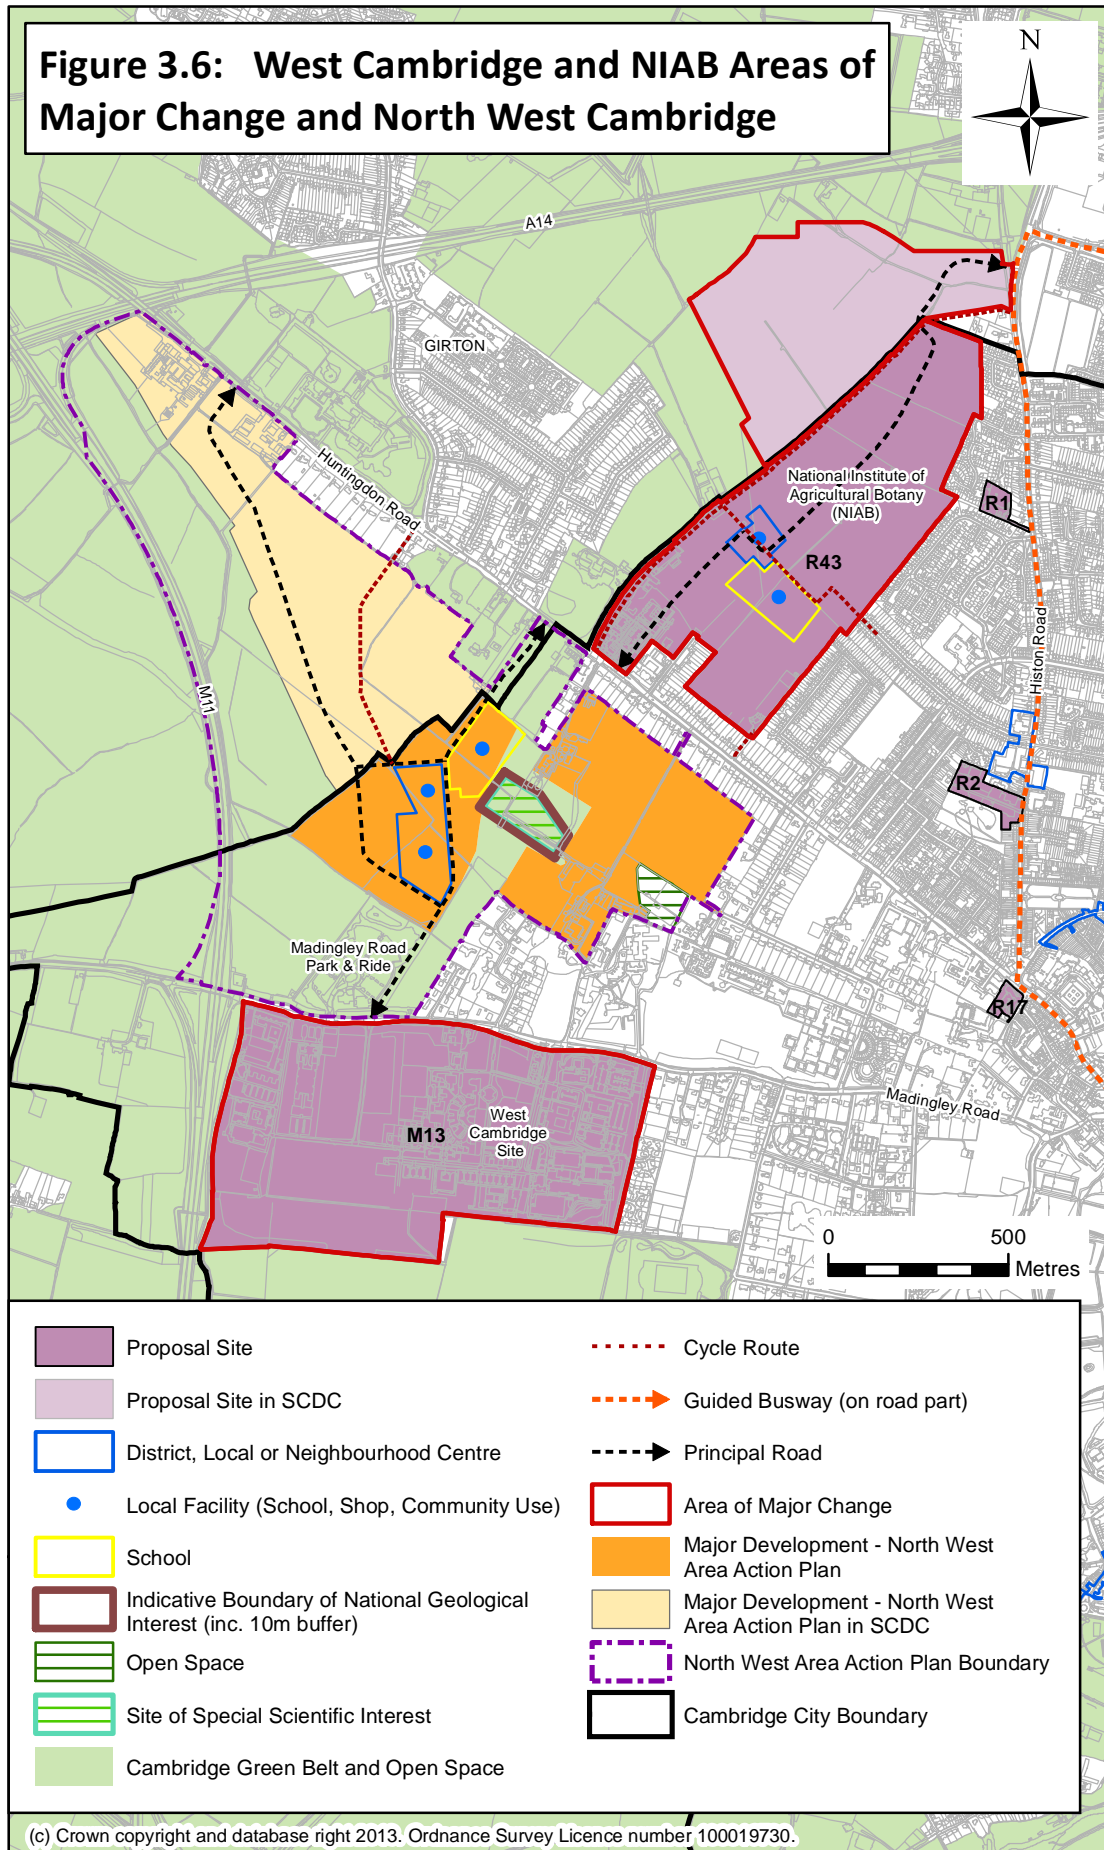 Figure 3.6: West Cambridge and NIAB Areas of
Major Change and North West Cambridge
N
A14
GIRTON
Huntingdon Road
National Institute of
Agricultural Botany
(NIAB)
R1
R43
Histon Road
M11
R2
Madingley Road
Park & Ride
R17
Madingley Road
M13
West
Cambridge
Site
0 500
Metres
Proposal Site
Proposal Site in SCDC
District, Local or Neighbourhood Centre
Local Facility (School, Shop, Community Use)
School
Indicative Boundary of National Geological
Interest (inc. 10m buffer)
Open Space
Site of Special Scientific Interest
Cambridge Green Belt and Open Space
Cycle Route
Guided Busway (on road part)
Principal Road
Area of Major Change
Major Development - North West
Area Action Plan
Major Development - North West
Area Action Plan in SCDC
North West Area Action Plan Boundary
Cambridge City Boundary
(c) Crown copyright and database right 2013. Ordnance Survey Licence number 100019730.